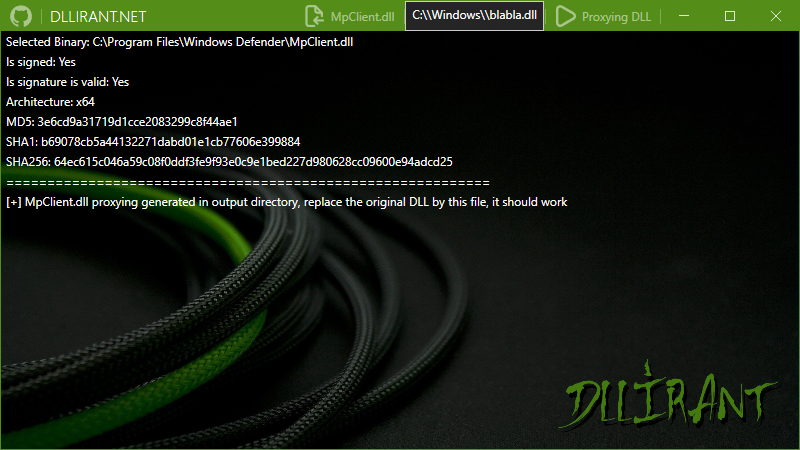 DLLIRANT.NET
MpClient.dll
C:\\Windows\\blabla.dll
Proxying DLL
Selected Binary: C:\Program Files\Windows Defender\MpClient.dll
Is signed: Yes
Is signature is valid: Yes
Architecture: x64
MD5: 3e6cd9a31719d1cce2083299c8f44ae1
SHA1: b69078cb5a44132271dabd01e1cb77606e399884
SHA256: 64ec615c046a59c08f0ddf3fe9f93e0c9e1bed227d980628cc09600e94adcd25
============================================================
[+] MpClient.dll proxying generated in output directory, replace the original DLL by this file, it should work
DLLIRANT